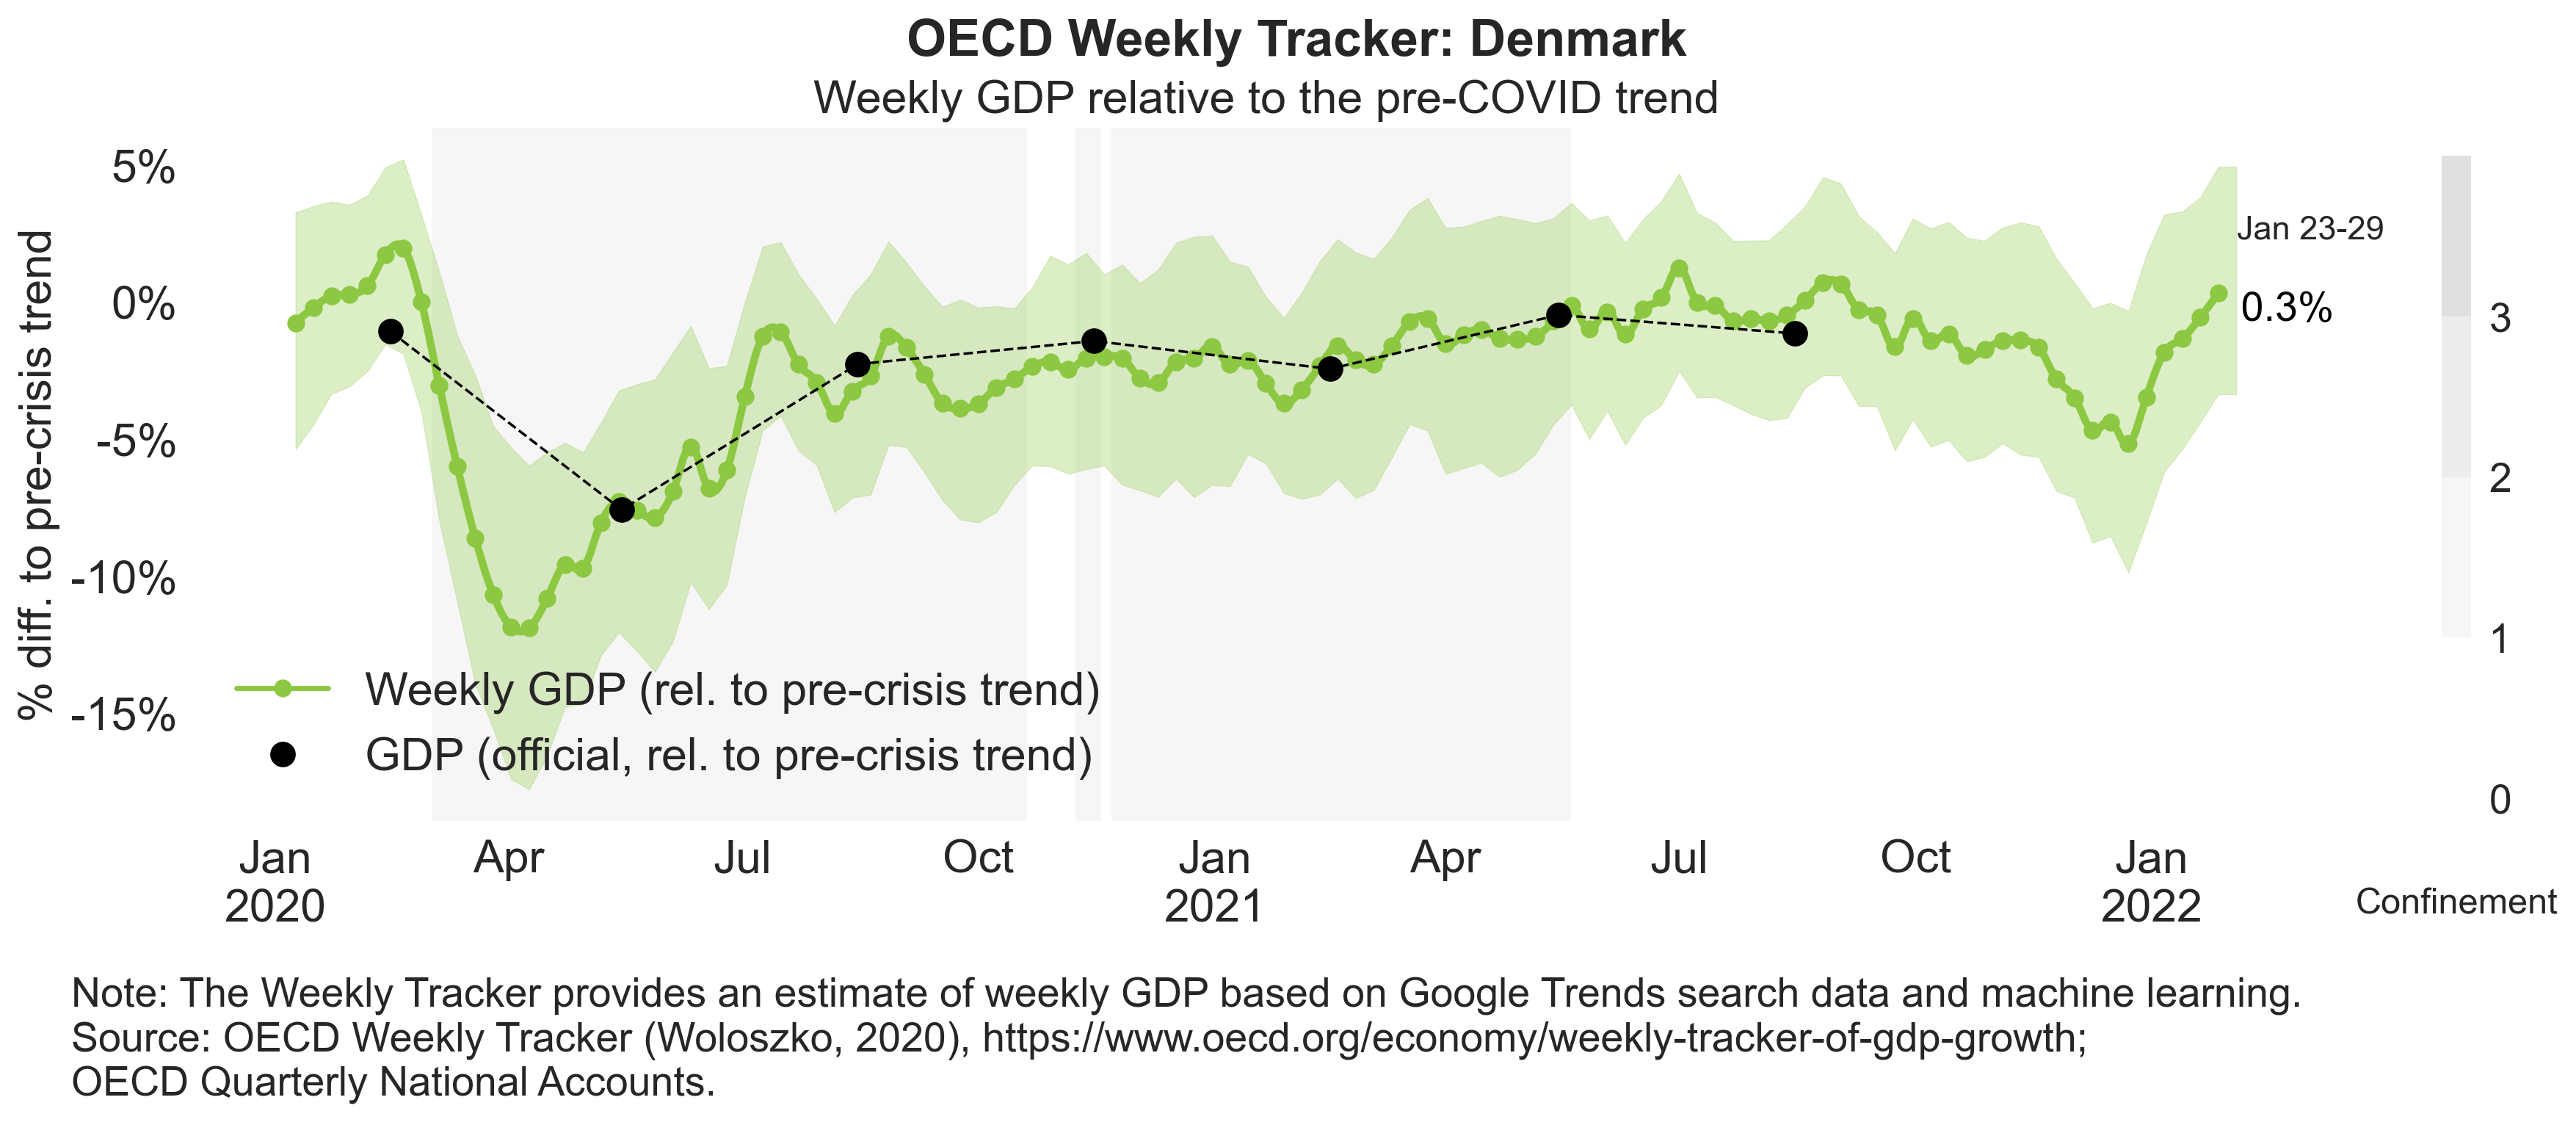 OECD Weekly Tracker: Denmark
Weekly GDP relative to the pre-COVID trend
% diff. to pre-crisis trend
5%
0%
-5%
-10%
-15%
Jan 23-29
0.3%
3
2
1
0
Confinement
Weekly GDP (rel. to pre-crisis trend)
GDP (official, rel. to pre-crisis trend)
Jan
2020
Apr
Jul
Oct
Jan
2021
Apr
Jul
Oct
Jan
2022
Note: The Weekly Tracker provides an estimate of weekly GDP based on Google Trends search data and machine learning.
Source: OECD Weekly Tracker (Woloszko, 2020), https://www.oecd.org/economy/weekly-tracker-of-gdp-growth;
OECD Quarterly National Accounts.